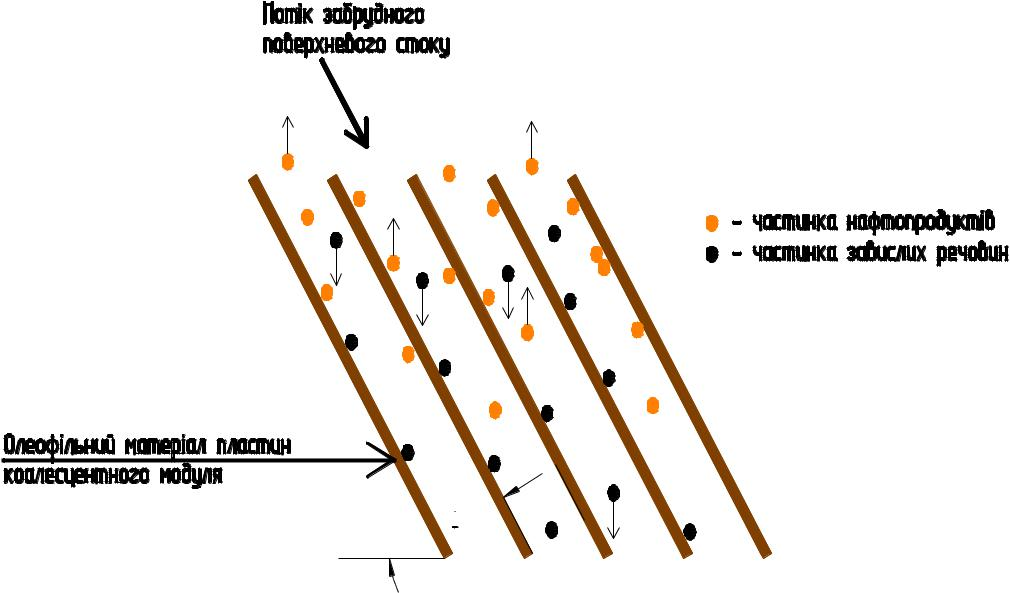 Потік забрудного
поверхневого стоку
- частинка нафтопродуктів
- частинка завислих речовин
Олеофільний матеріал пластин
коалесцентного модуля